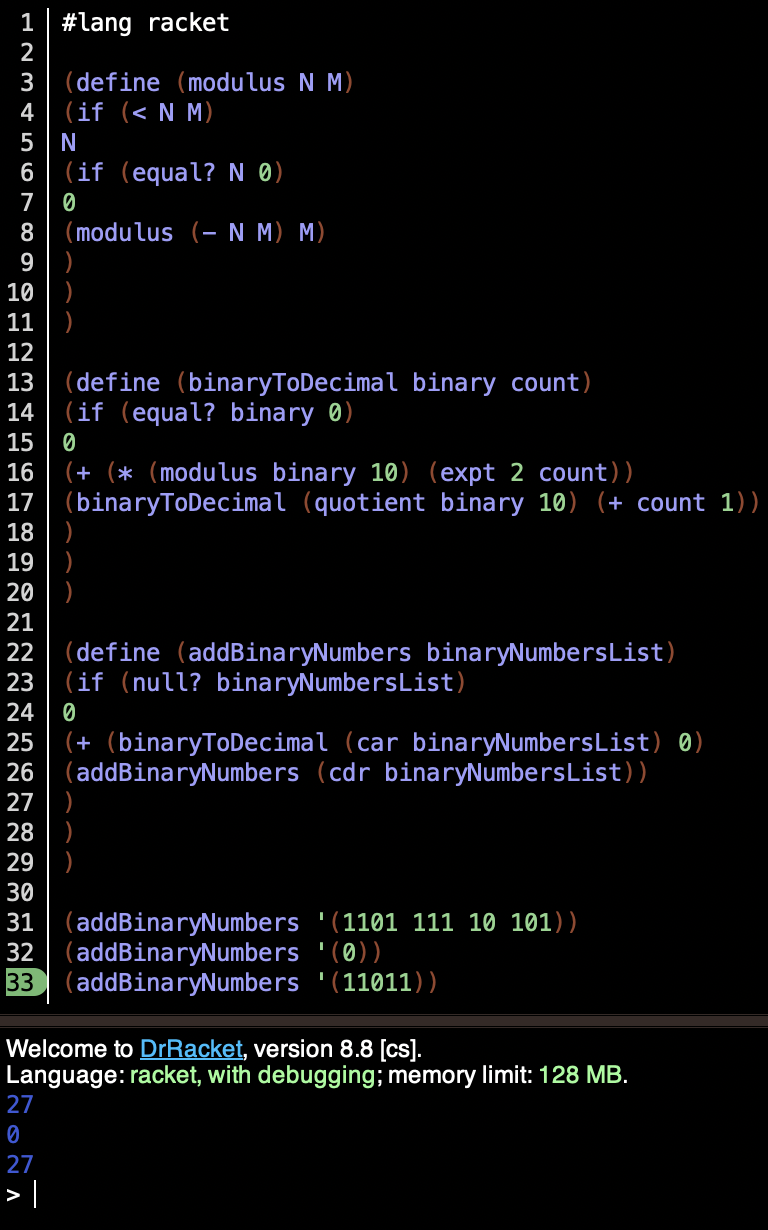 1 #lang racket
2
3 (define (modulus N M)
4 (if (< N M)
5 N
6 (if (equal? N 0)
7 0
8 (modulus (- N M) M)
9 )
10 )
11 )
12
13 (define (binaryToDecimal binary count)
14 (if (equal? binary 0)
15 0
16 (+ (* (modulus binary 10) (expt 2 count))
17 (binaryToDecimal (quotient binary 10) (+ count 1))
18 )
19 )
20 )
21
22 (define (addBinaryNumbers binaryNumbersList)
23 (if (null? binaryNumbersList)
24 0
25 (+ (binaryToDecimal (car binaryNumbersList) 0)
26 (addBinaryNumbers (cdr binaryNumbersList))
27 )
28 )
29 )
30
31 (addBinaryNumbers '(1101 111 10 101))
32 (addBinaryNumbers '(0))
33 (addBinaryNumbers '(11011))
Welcome to DrRacket, version 8.8 [cs].
Language: racket, with debugging; memory limit: 128 MB.
27
0
27
>